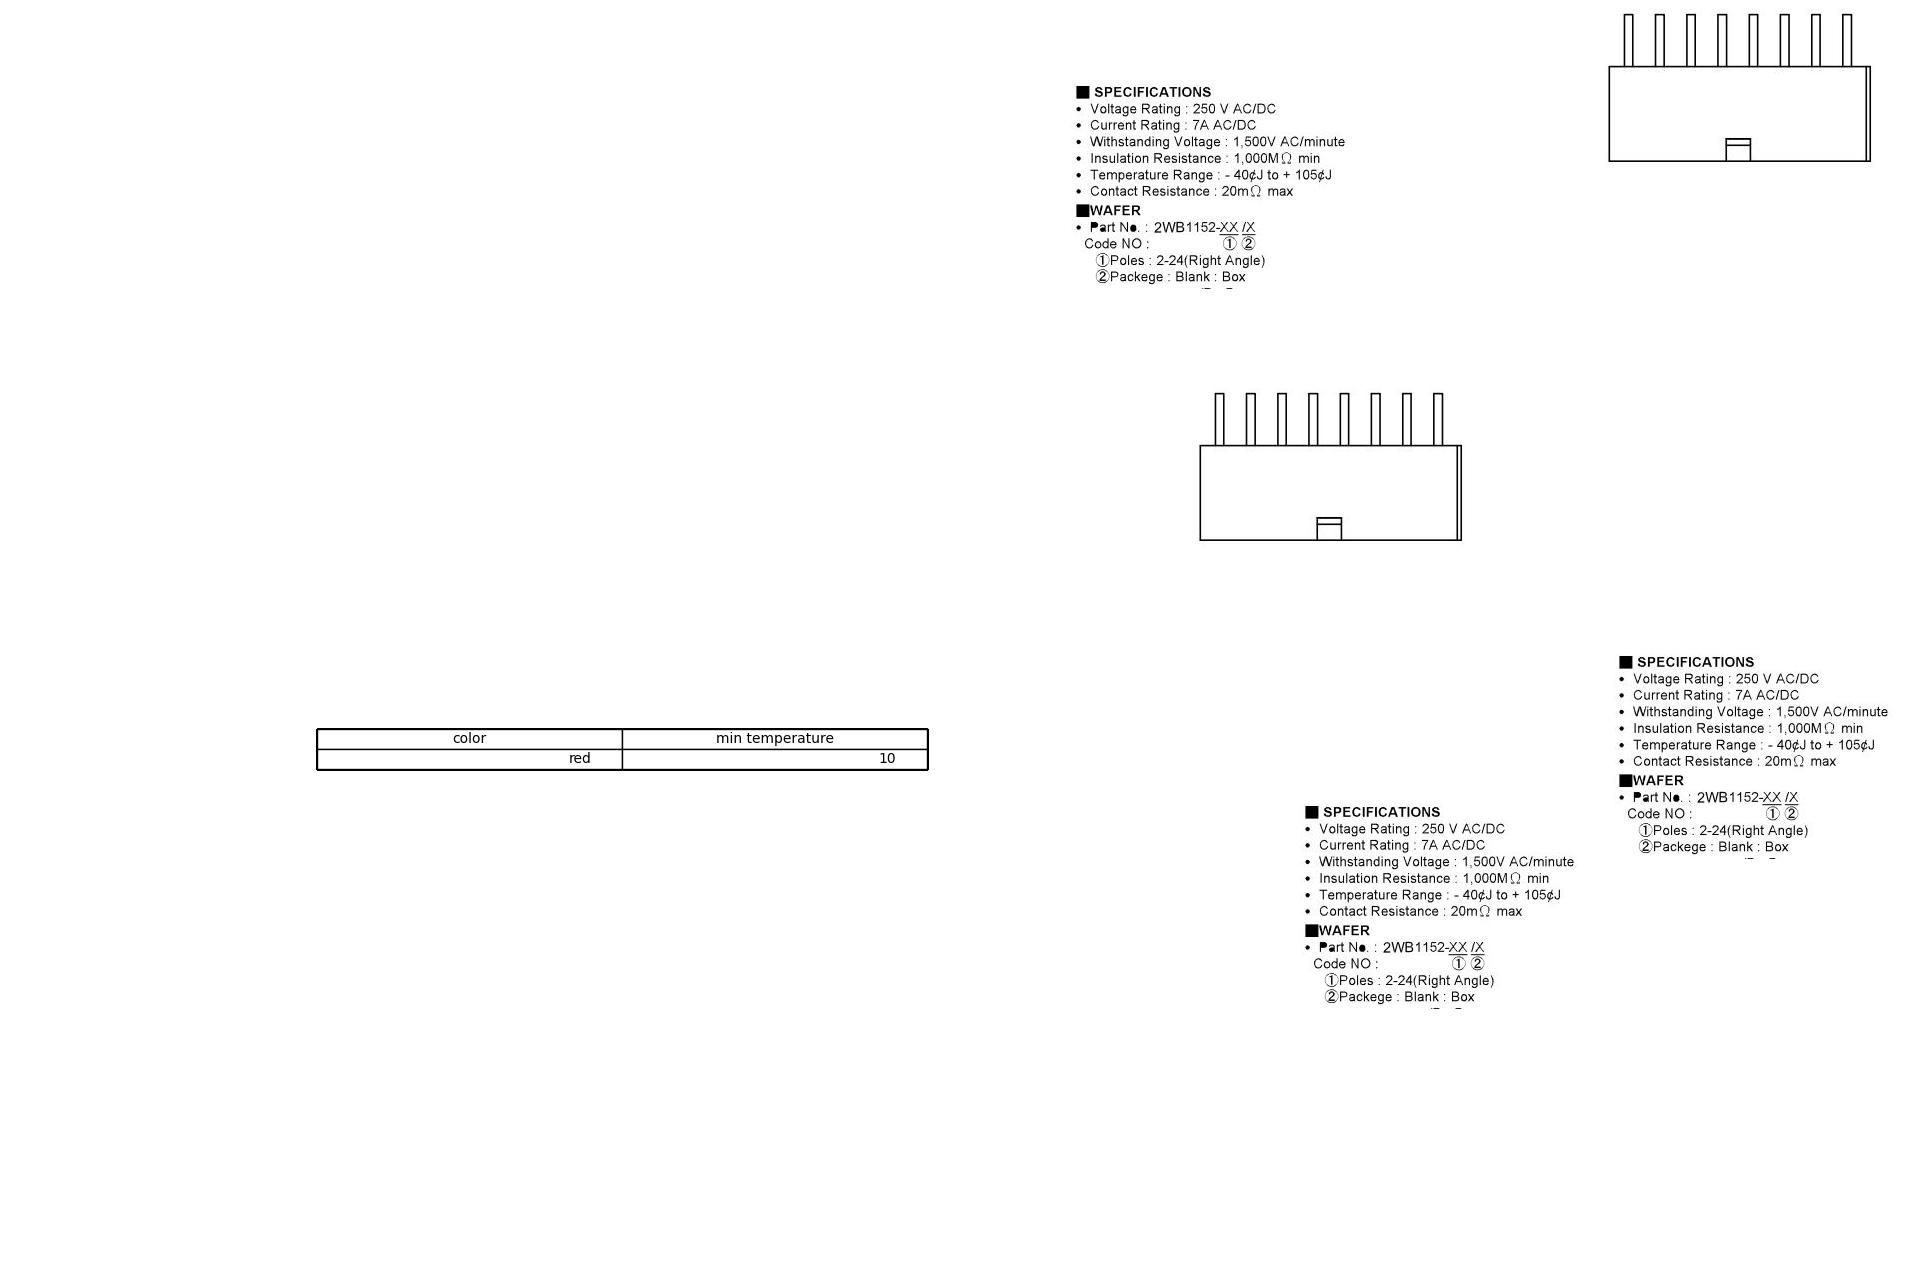 ■ SPECIFICATIONS
• Voltage Rating : 250 V AC/DC
• Current Rating : 7A AC/DC
• Withstanding Voltage : 1,500V AC/minute
• Insulation Resistance : 1,000MΩ min
• Temperature Range : - 40¢J to + 105¢J
• Contact Resistance : 20mΩ max
■WAFER
• Part No. : 2WB1152-XX /X
Code NO : ① ②
①Poles : 2-24(Right Angle)
②Packege : Blank : Box
color min temperature
red 10
■ SPECIFICATIONS
• Voltage Rating : 250 V AC/DC
• Current Rating : 7A AC/DC
• Withstanding Voltage : 1,500V AC/minute
• Insulation Resistance : 1,000MΩ min
• Temperature Range : - 40¢J to + 105¢J
• Contact Resistance : 20mΩ max
■WAFER
• Part No. : 2WB1152-XX /X
Code NO : ① ②
①Poles : 2-24(Right Angle)
②Packege : Blank : Box
■ SPECIFICATIONS
• Voltage Rating : 250 V AC/DC
• Current Rating : 7A AC/DC
• Withstanding Voltage : 1,500V AC/minute
• Insulation Resistance : 1,000MΩ min
• Temperature Range : - 40¢J to + 105¢J
• Contact Resistance : 20mΩ max
■WAFER
• Part No. : 2WB1152-XX /X
Code NO : ① ②
①Poles : 2-24(Right Angle)
②Packege : Blank : Box